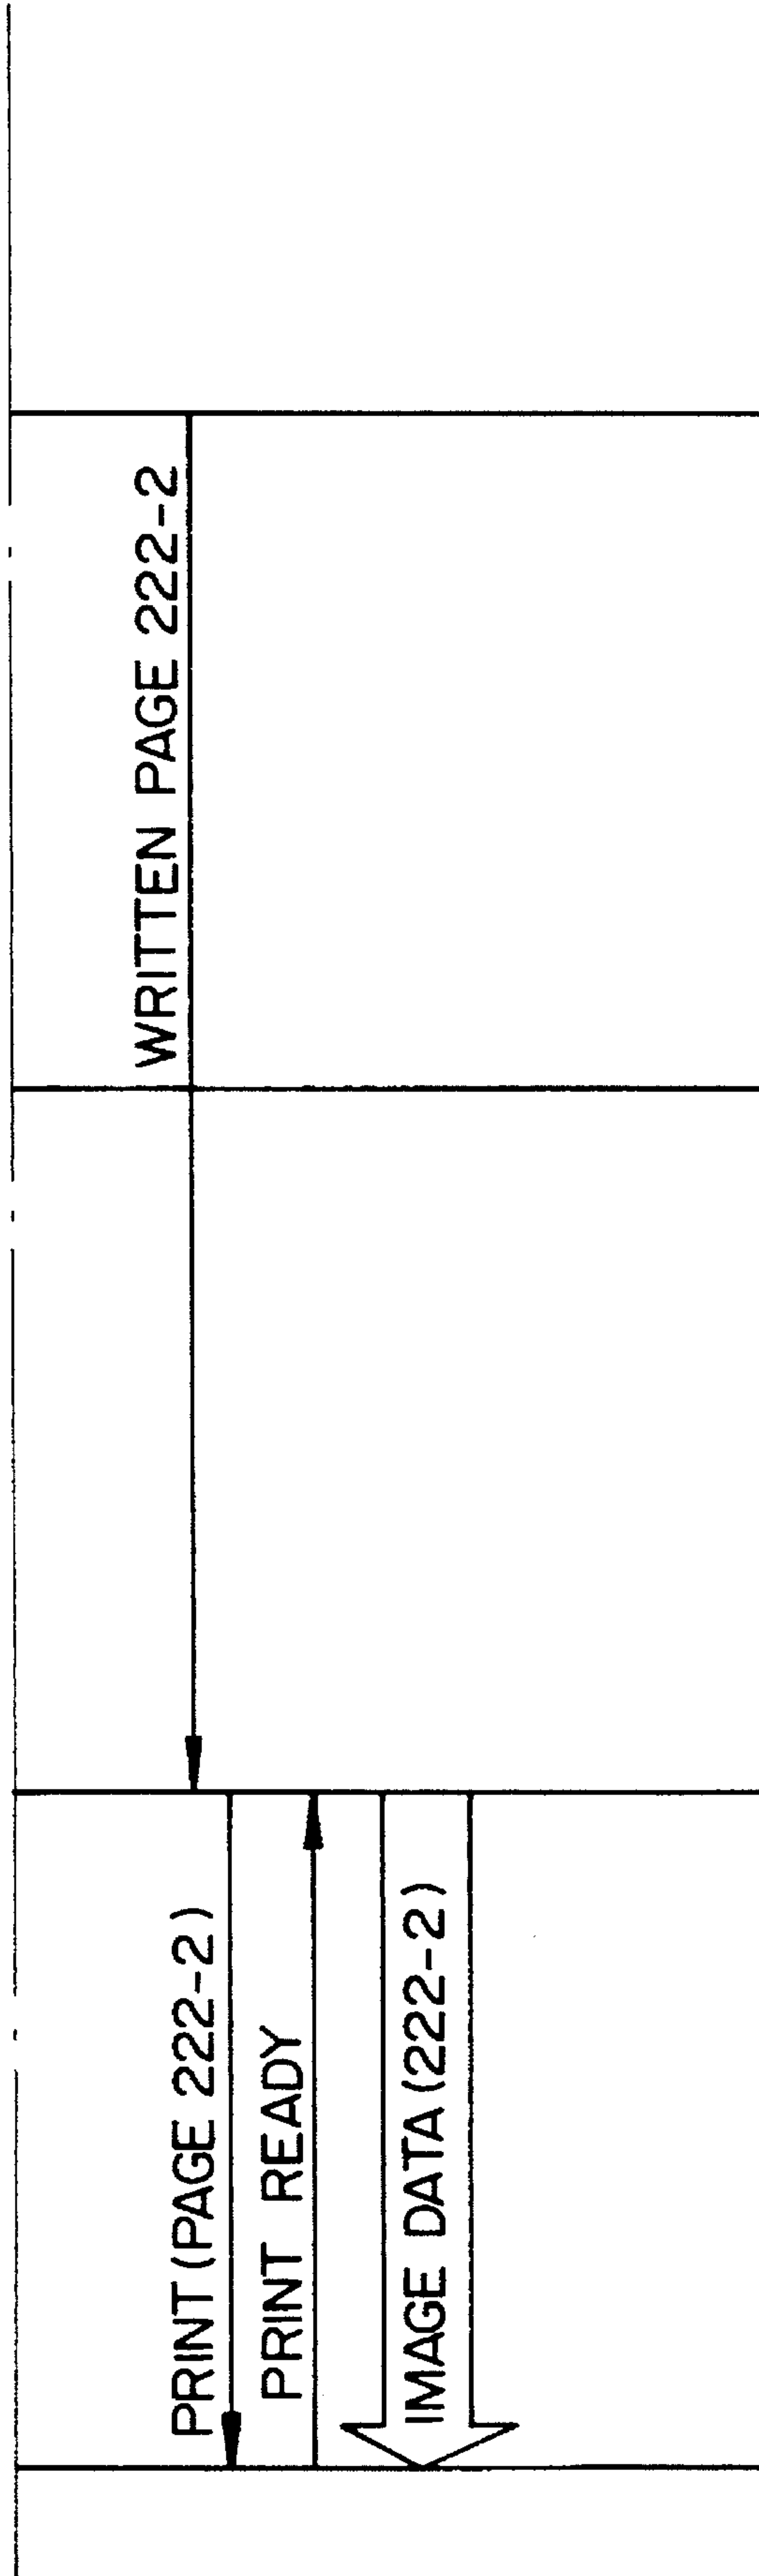 WRITTEN PAGE 222-2
PRINT (PAGE 222-2)
PRINT READY
IMAGE DATA (222-2)